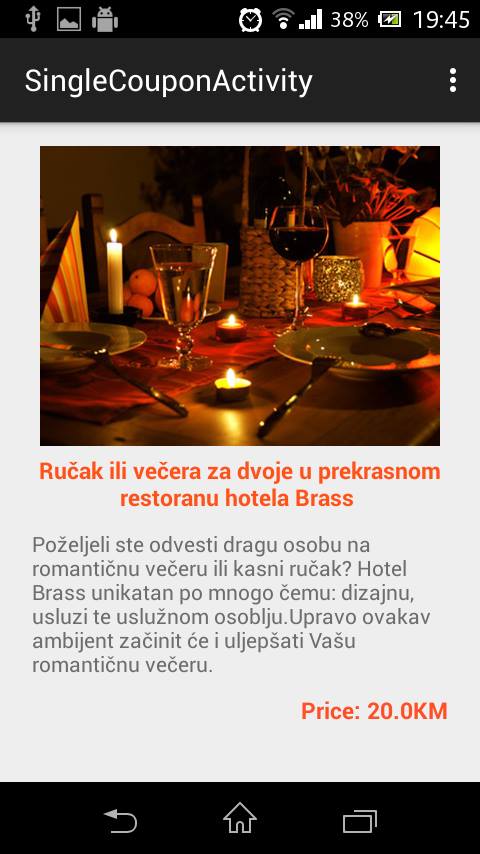 38% 19:45
SingleCouponActivity
Ručak ili večera za dvoje u prekrasnom
restoranu hotela Brass
Poželjeli ste odvesti dragu osobu na
romantičnu večeru ili kasni ručak? Hotel
Brass unikatan po mnogo čemu: dizajnu,
usluzi te uslužnom osoblju.Upravo ovakav
ambijent začinit će i uljepšati Vašu
romantičnu večeru.
Price: 20.0KM